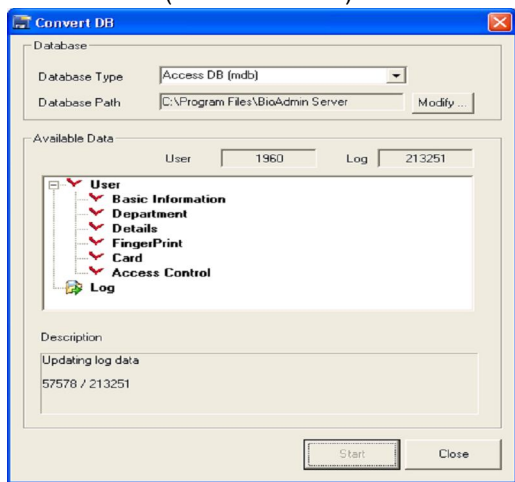 Convert DB
Database
Database Type Access DB (mdb)
Database Path C:\Program Files\BioAdmin Server Modify ...
Available Data
User 1960 Log 213251
User
Basic Information
Department
Details
FingerPrint
Card
Access Control
Log
Description
Updating log data
57578 / 213251
Start Close